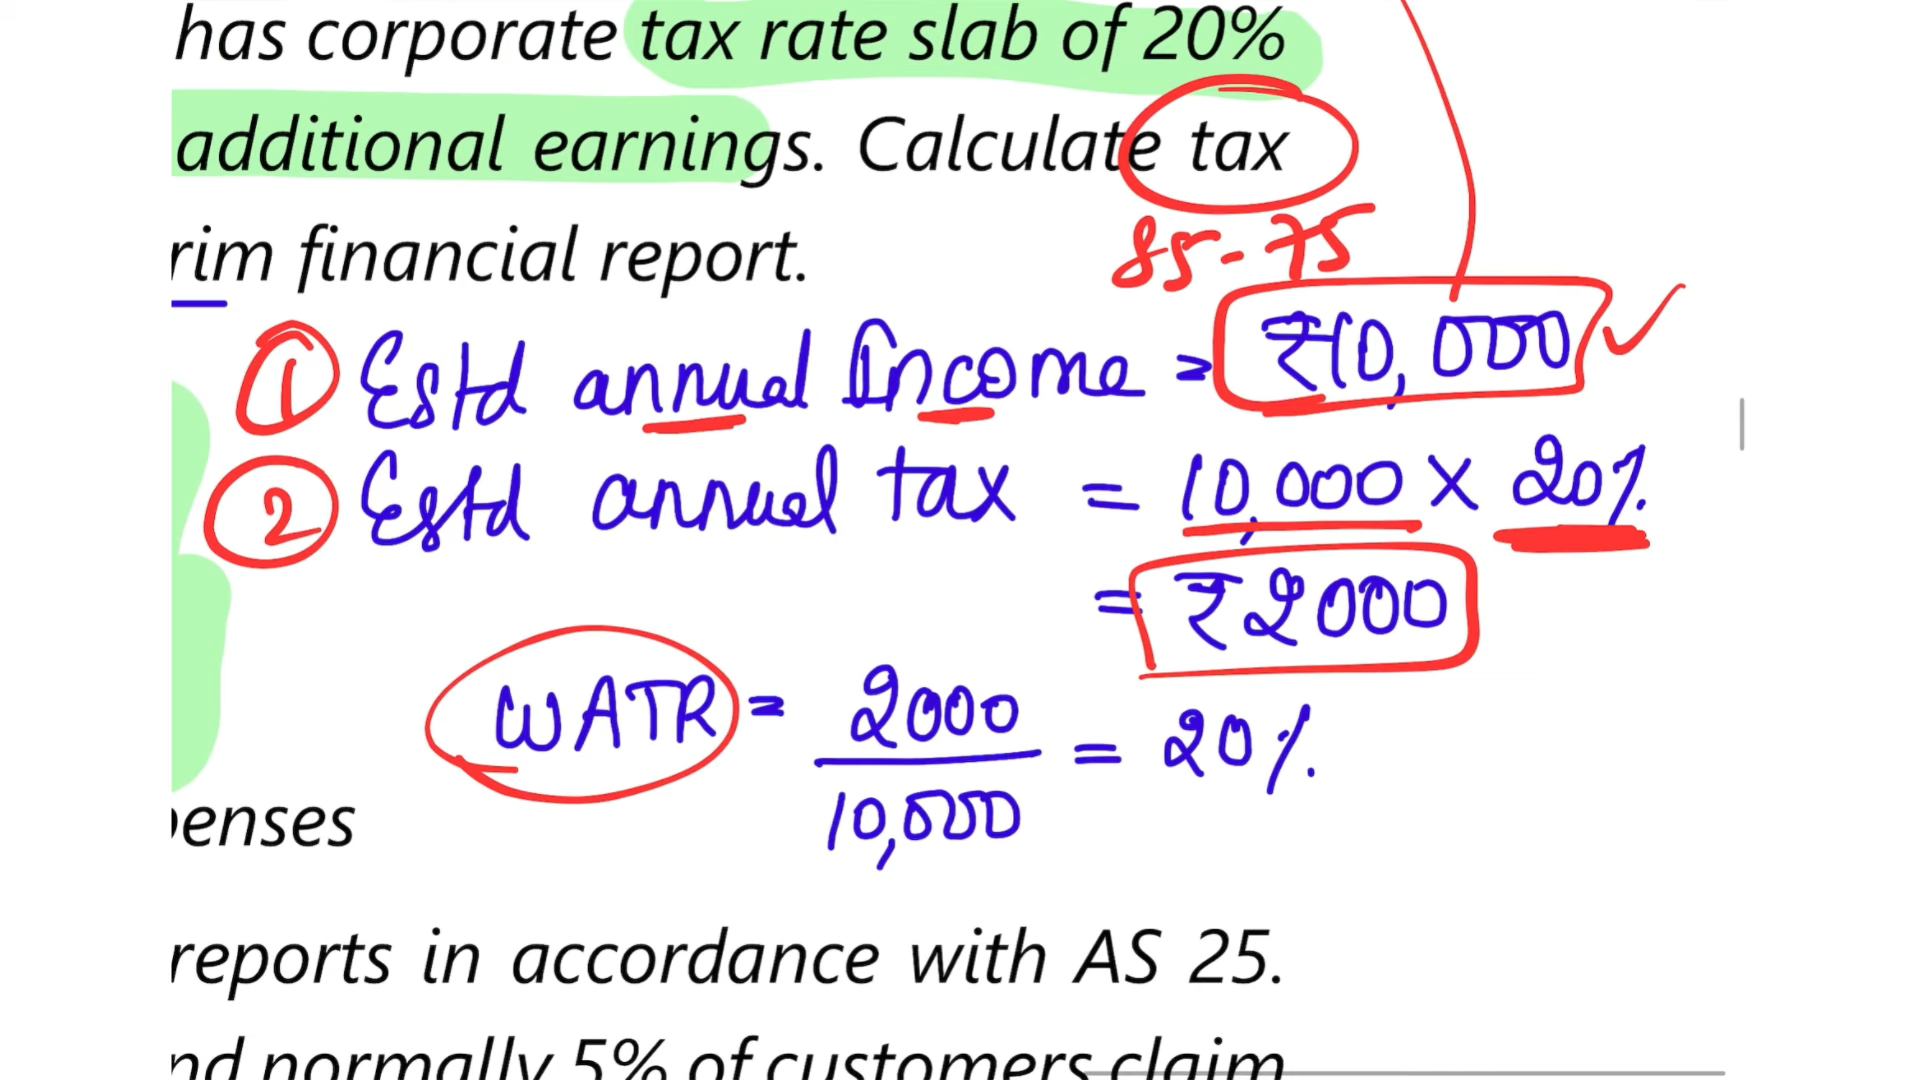 has corporate tax rate slab of 20%
additional earnings. Calculate tax
rim financial report.
85-75
1 Estd annual Income = ₹10,000
2 Estd annual tax = 10,000 x 20%
= ₹2000
WATR = 2000 / 10,000 = 20%
penses
reports in accordance with AS 25.
nd normally 5% of customers claim